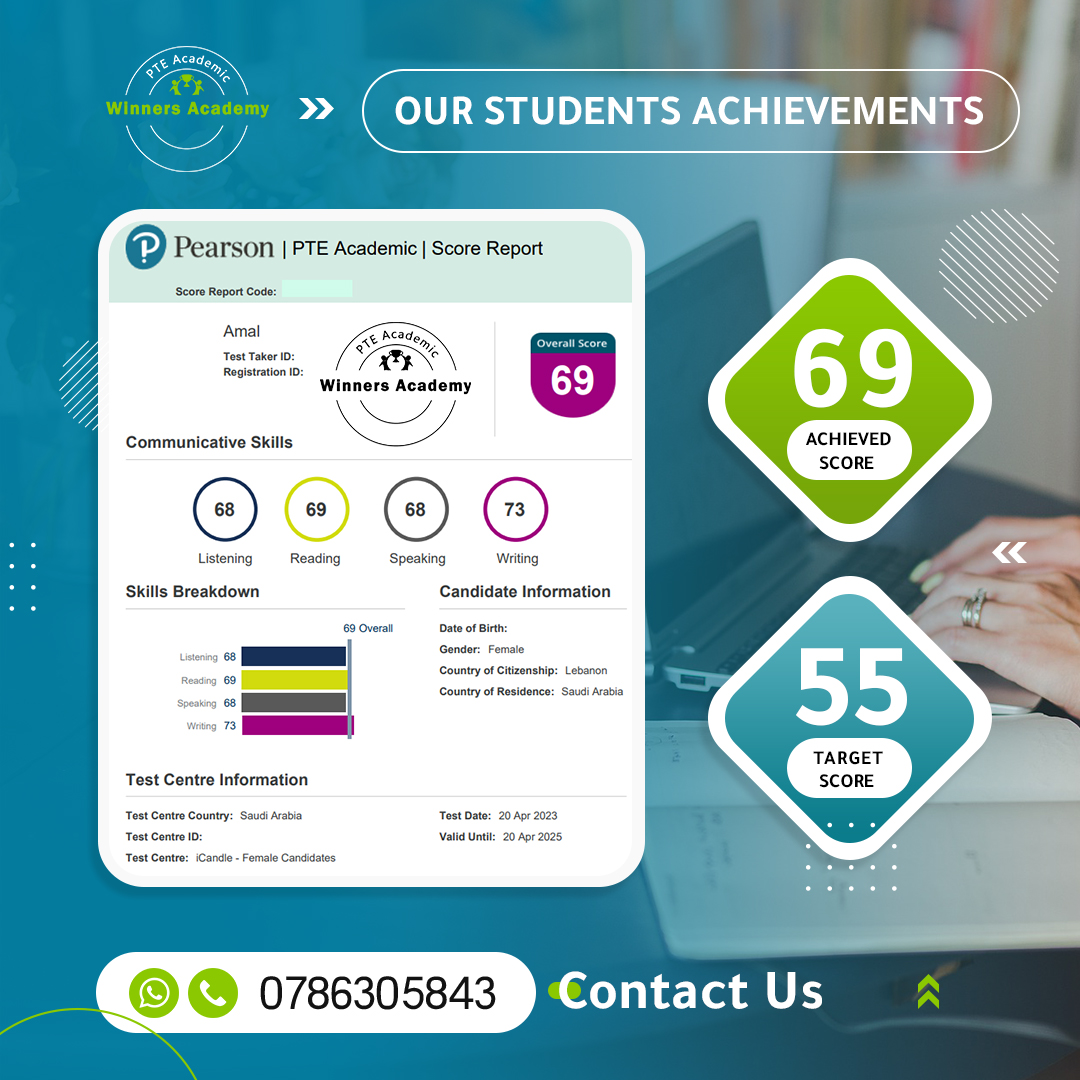 PTE Academic
Winners Academy
OUR STUDENTS ACHIEVEMENTS
Pearson | PTE Academic | Score Report
Score Report Code:
Amal
Test Taker ID:
Registration ID:
PTE Academic
Winners Academy
Overall Score
69
Communicative Skills
68 69 68 73
Listening Reading Speaking Writing
Skills Breakdown
69 Overall
Listening 68
Reading 69
Speaking 68
Writing 73
Candidate Information
Date of Birth:
Gender: Female
Country of Citizenship: Lebanon
Country of Residence: Saudi Arabia
Test Centre Information
Test Centre Country: Saudi Arabia
Test Centre ID:
Test Centre: iCandle - Female Candidates
Test Date: 20 Apr 2023
Valid Until: 20 Apr 2025
69
ACHIEVED
SCORE
55
TARGET
SCORE
0786305843
Contact Us